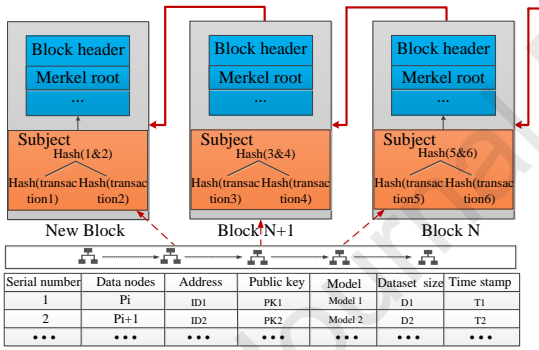 Block header
Merkel root
...
Subject
Hash(1&2)
Hash(transac
tion1)
Hash(transac
tion2)
New Block
Block header
Merkel root
...
Subject
Hash(3&4)
Hash(transac
tion3)
Hash(transac
tion4)
Block N+1
Block header
Merkel root
...
Subject
Hash(5&6)
Hash(transac
tion5)
Hash(transac
tion6)
Block N
Serial number Data nodes Address Public key Model Dataset size Time stamp
1 Pi ID1 PK1 Model 1 D1 T1
2 Pi+1 ID2 PK2 Model 2 D2 T2
... ... ... ... ... ... ...
Journal